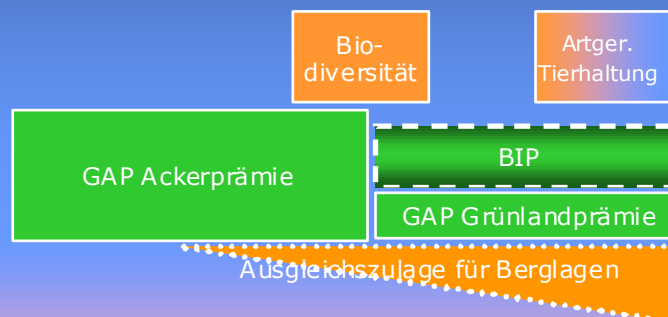 Bio-
diversität
Artger.
Tierhaltung
GAP Ackerprämie
BIP
GAP Grünlandprämie
Ausgleichszulage für Berglagen